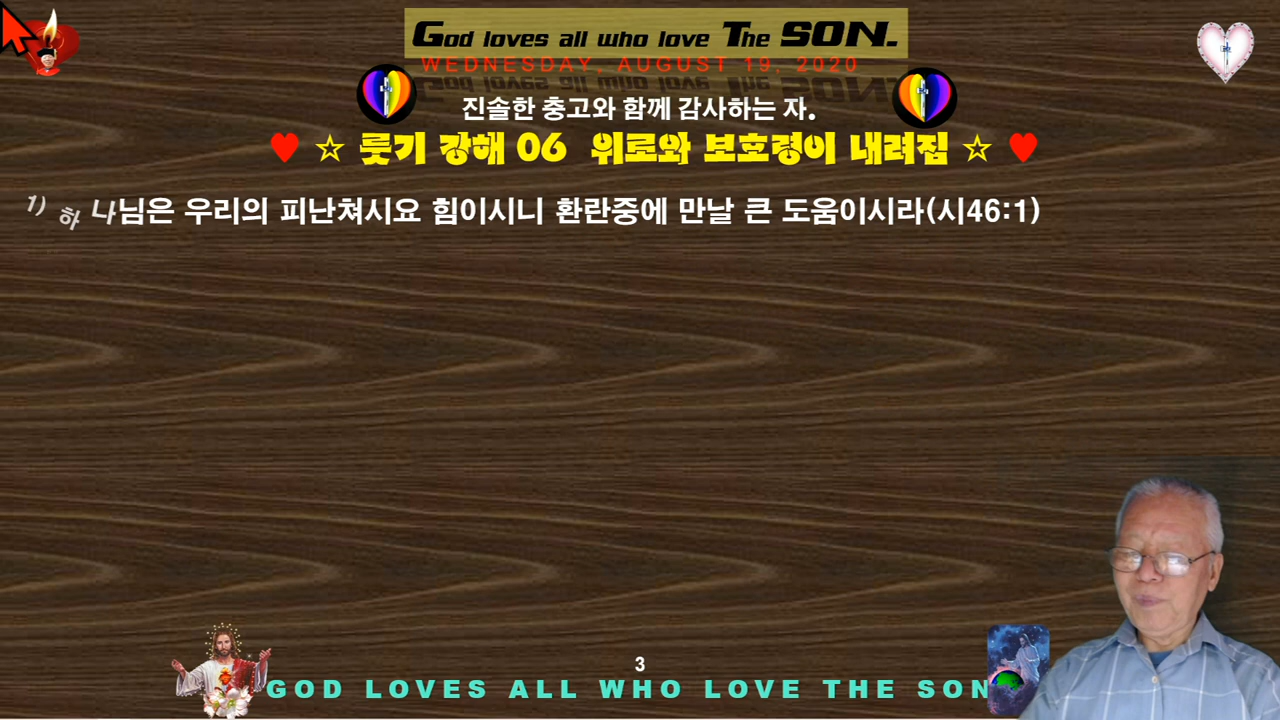 God loves all who love The SON.
WEDNESDAY, AUGUST 19, 2020
진솔한 충고와 함께 감사하는 자.
♥ ☆ 룻기 강해 06 위로와 보호령이 내려짐 ☆ ♥
1) 하나님은 우리의 피난쳐시요 힘이시니 환란중에 만날 큰 도움이시라(시46:1)
3
GOD LOVES ALL WHO LOVE THE SON